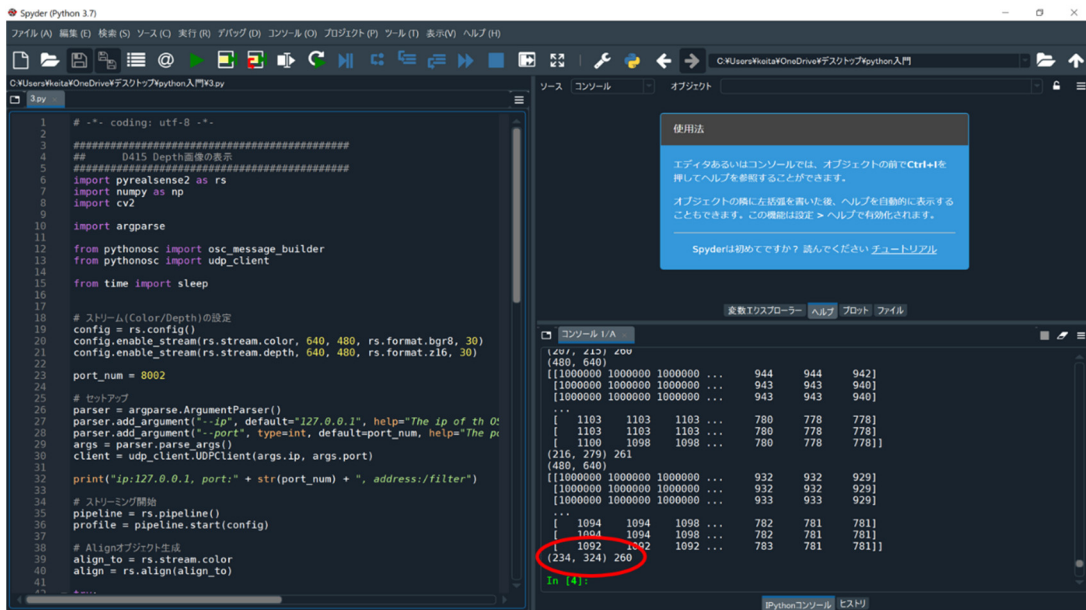 Spyder (Python 3.7)
ファイル (A) 編集 (E) 検索 (S) ソース (C) 実行 (R) デバッグ (D) コンソール (O) プロジェクト (P) ツール (T) 表示(V) ヘルプ (H)
C:¥Users¥keita¥OneDrive¥デスクトップ¥python入門
C:¥Users¥keita¥OneDrive¥デスクトップ¥python入門¥3.py
3.py
1 # -*- coding: utf-8 -*-
2
3 #############################################
4 ## D415 Depth画像の表示
5 #############################################
6 import pyrealsense2 as rs
7 import numpy as np
8 import cv2
9
10 import argparse
11
12 from pythonosc import osc_message_builder
13 from pythonosc import udp_client
14
15 from time import sleep
16
17
18 # ストリーム(Color/Depth)の設定
19 config = rs.config()
20 config.enable_stream(rs.stream.color, 640, 480, rs.format.bgr8, 30)
21 config.enable_stream(rs.stream.depth, 640, 480, rs.format.z16, 30)
22
23 port_num = 8002
24
25 # セットアップ
26 parser = argparse.ArgumentParser()
27 parser.add_argument("--ip", default="127.0.0.1", help="The ip of th OS
28 parser.add_argument("--port", type=int, default=port_num, help="The po
29 args = parser.parse_args()
30 client = udp_client.UDPClient(args.ip, args.port)
31
32 print("ip:127.0.0.1, port:" + str(port_num) + ", address:/filter")
33
34 # ストリーミング開始
35 pipeline = rs.pipeline()
36 profile = pipeline.start(config)
37
38 # Alignオブジェクト生成
39 align_to = rs.stream.color
40 align = rs.align(align_to)
41
ソース コンソール オブジェクト
使用法
エディタあるいはコンソールでは、オブジェクトの前でCtrl+Iを
押してヘルプを参照することができます。
オブジェクトの隣に左括弧を書いた後、ヘルプを自動的に表示する
こともできます。この機能は設定 > ヘルプで有効化されます。
Spyderは初めてですか? 読んでください チュートリアル
変数エクスプローラー ヘルプ プロット ファイル
コンソール 1/A
(207, 215) 260
(480, 640)
[[1000000 1000000 1000000 ... 944 944 942]
[1000000 1000000 1000000 ... 943 943 940]
[1000000 1000000 1000000 ... 943 943 940]
...
[ 1103 1103 1103 ... 780 778 778]
[ 1103 1103 1103 ... 780 778 778]
[ 1100 1098 1098 ... 780 778 778]]
(216, 279) 261
(480, 640)
[[1000000 1000000 1000000 ... 932 932 929]
[1000000 1000000 1000000 ... 932 932 929]
[1000000 1000000 1000000 ... 933 933 929]
...
[ 1094 1094 1098 ... 782 781 781]
[ 1094 1094 1098 ... 782 781 781]
[ 1092 1092 1092 ... 783 781 781]]
(234, 324) 260
In [4]:
IPythonコンソール ヒストリ